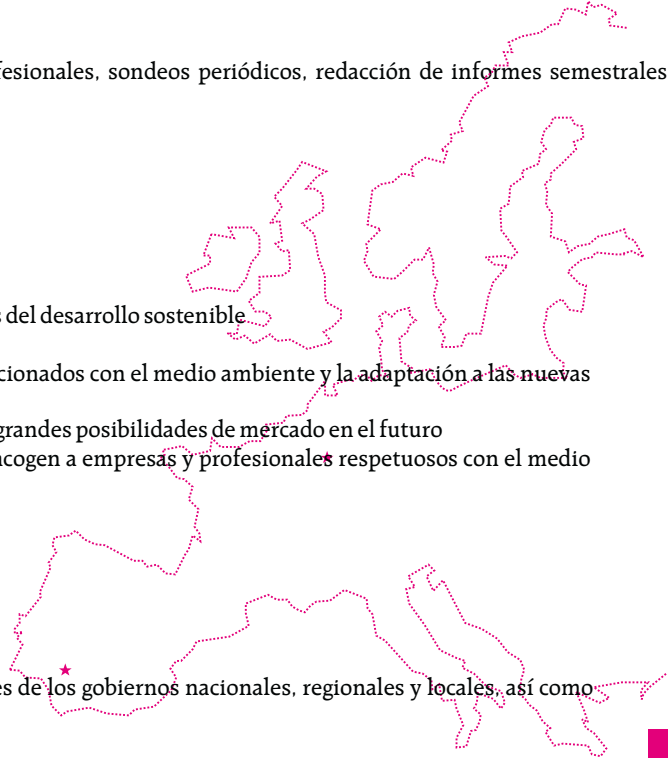 fesionales, sondeos periódicos, redacción de informes semestrales
s del desarrollo sostenible
cionados con el medio ambiente y la adaptación a las nuevas
grandes posibilidades de mercado en el futuro
acogen a empresas y profesionales respetuosos con el medio
es de los gobiernos nacionales, regionales y locales, así como